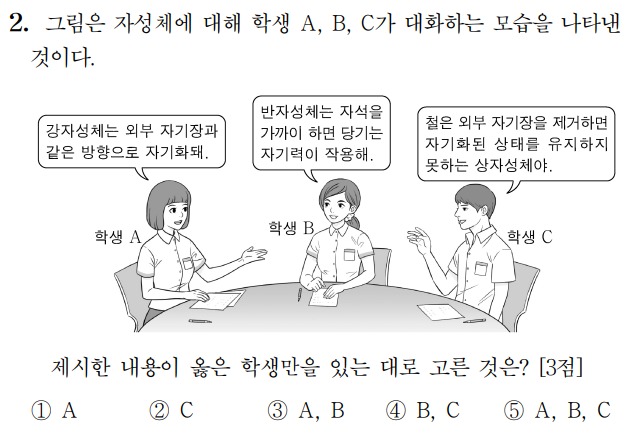 2. 그림은 자성체에 대해 학생 A, B, C가 대화하는 모습을 나타낸
것이다.
강자성체는 외부 자기장과
같은 방향으로 자기화돼.
반자성체는 자석을
가까이 하면 당기는
자기력이 작용해.
철은 외부 자기장을 제거하면
자기화된 상태를 유지하지
못하는 상자성체야.
학생 A
학생 B
학생 C
제시한 내용이 옳은 학생만을 있는 대로 고른 것은? [3점]
① A ② C ③ A, B ④ B, C ⑤ A, B, C